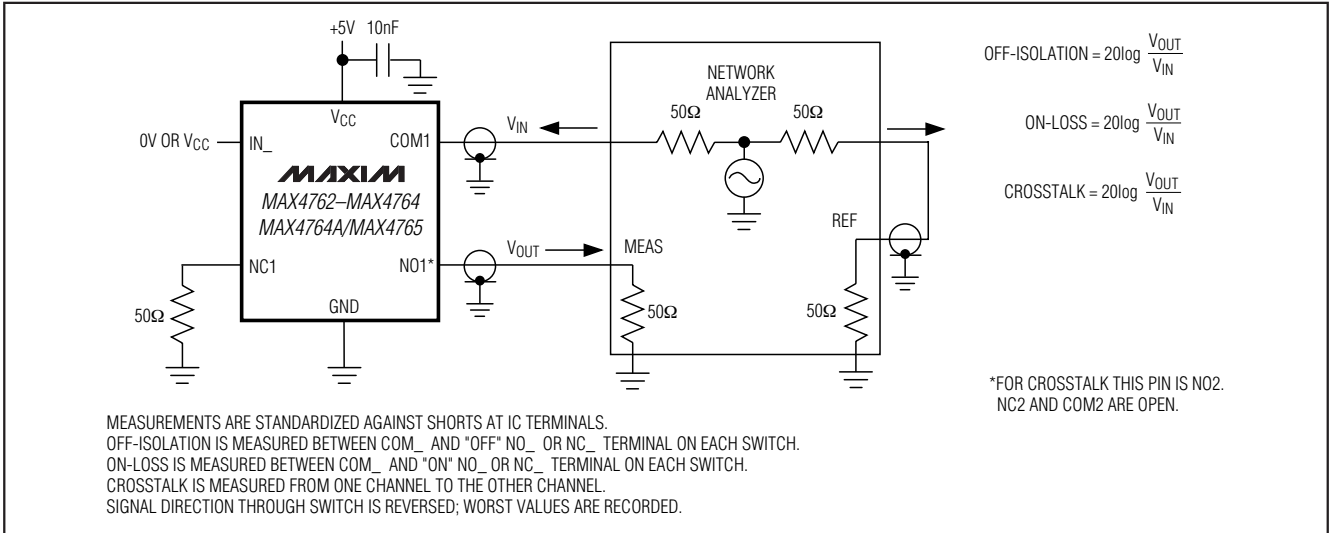 +5V 10nF
VCC
0V OR VCC
IN_
COM1
MAXIM
MAX4762–MAX4764
MAX4764A/MAX4765
NC1
NO1*
GND
50Ω
VIN
VOUT
NETWORK
ANALYZER
50Ω
50Ω
MEAS
REF
50Ω
50Ω
OFF-ISOLATION = 20log VOUT
VIN
ON-LOSS = 20log VOUT
VIN
CROSSTALK = 20log VOUT
VIN
*FOR CROSSTALK THIS PIN IS NO2.
NC2 AND COM2 ARE OPEN.
MEASUREMENTS ARE STANDARDIZED AGAINST SHORTS AT IC TERMINALS.
OFF-ISOLATION IS MEASURED BETWEEN COM_ AND "OFF" NO_ OR NC_ TERMINAL ON EACH SWITCH.
ON-LOSS IS MEASURED BETWEEN COM_ AND "ON" NO_ OR NC_ TERMINAL ON EACH SWITCH.
CROSSTALK IS MEASURED FROM ONE CHANNEL TO THE OTHER CHANNEL.
SIGNAL DIRECTION THROUGH SWITCH IS REVERSED; WORST VALUES ARE RECORDED.